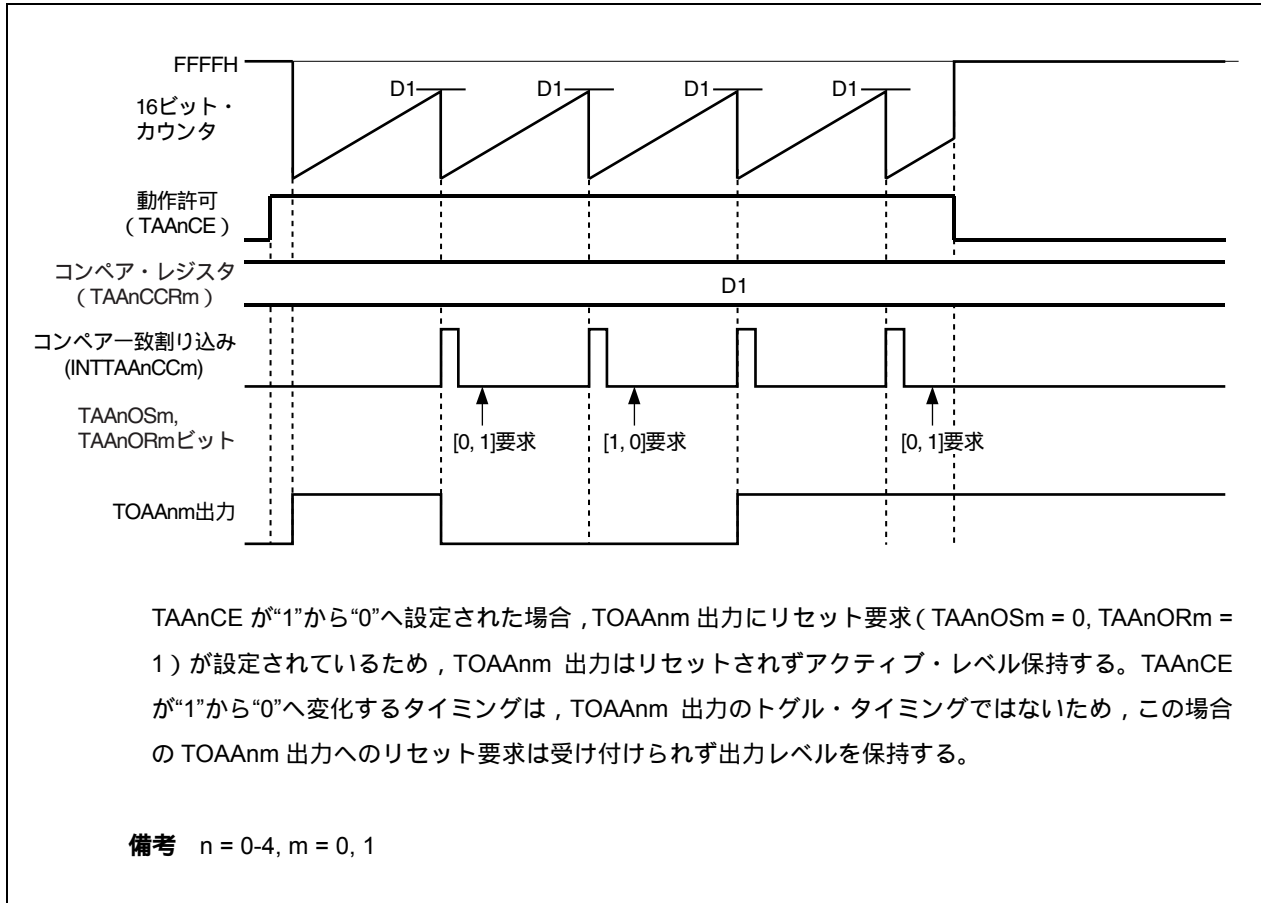 FFFFH
16ビット・
カウンタ
D1 D1 D1 D1
動作許可
（TAAnCE）
コンペア・レジスタ
（TAAnCCRm）
D1
コンペア一致割り込み
(INTTAAnCCm)
TAAnOSm,
TAAnORmビット
[0, 1]要求 [1, 0]要求 [0, 1]要求
TOAAnm出力
TAAnCE が“1”から“0”へ設定された場合，TOAAnm 出力にリセット要求（TAAnOSm = 0, TAAnORm =
1）が設定されているため，TOAAnm 出力はリセットされずアクティブ・レベル保持する。TAAnCE
が“1”から“0”へ変化するタイミングは，TOAAnm 出力のトグル・タイミングではないため，この場合
の TOAAnm 出力へのリセット要求は受け付けられず出力レベルを保持する。
備考 n = 0-4, m = 0, 1